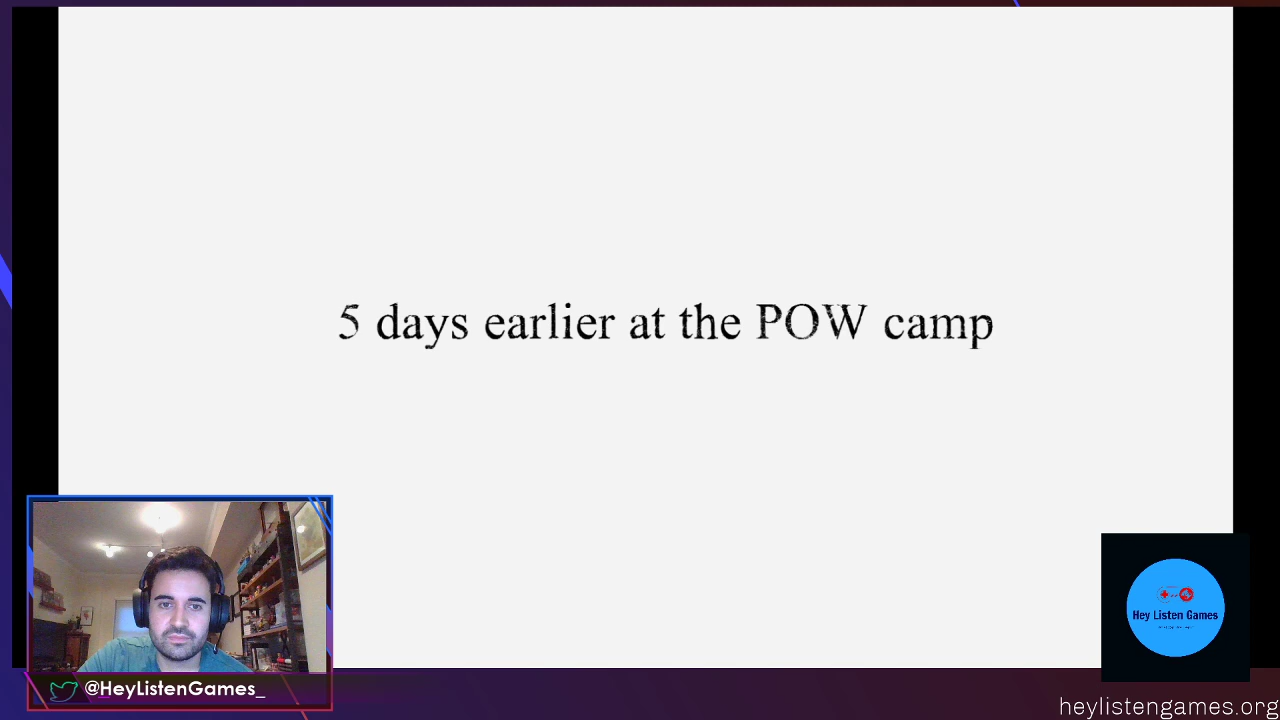 5 days earlier at the POW camp
Hey Listen Games
@HeyListenGames_
heylistengames.org